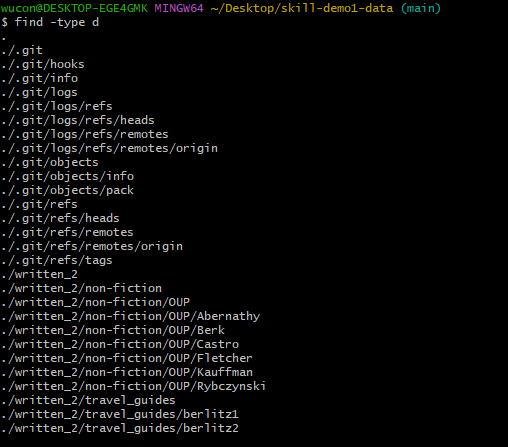 wucon@DESKTOP-EGE4GMK MINGW64 ~/Desktop/skill-demo1-data (main)
$ find -type d
.
./.git
./.git/hooks
./.git/info
./.git/logs
./.git/logs/refs
./.git/logs/refs/heads
./.git/logs/refs/remotes
./.git/logs/refs/remotes/origin
./.git/objects
./.git/objects/info
./.git/objects/pack
./.git/refs
./.git/refs/heads
./.git/refs/remotes
./.git/refs/remotes/origin
./.git/refs/tags
./written_2
./written_2/non-fiction
./written_2/non-fiction/OUP
./written_2/non-fiction/OUP/Abernathy
./written_2/non-fiction/OUP/Berk
./written_2/non-fiction/OUP/Castro
./written_2/non-fiction/OUP/Fletcher
./written_2/non-fiction/OUP/Kauffman
./written_2/non-fiction/OUP/Rybczynski
./written_2/travel_guides
./written_2/travel_guides/berlitz1
./written_2/travel_guides/berlitz2